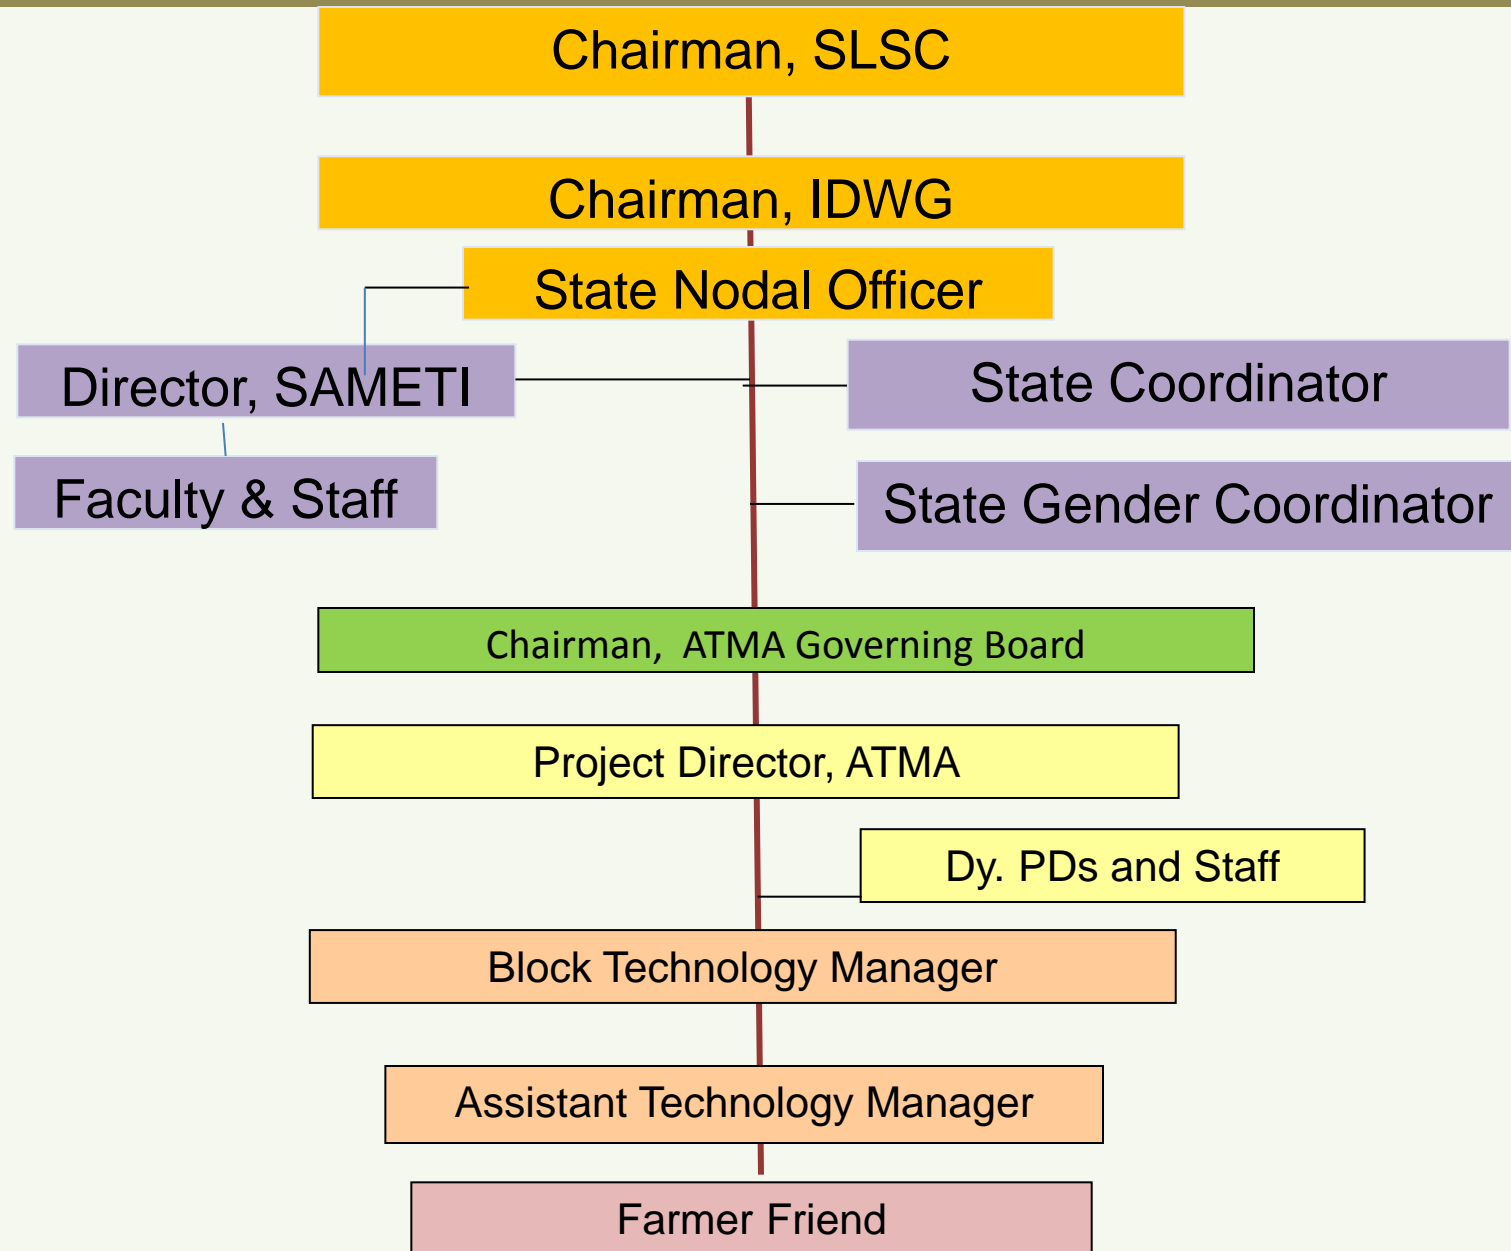 Chairman, SLSC
Chairman, IDWG
State Nodal Officer
Director, SAMETI
State Coordinator
Faculty & Staff
State Gender Coordinator
Chairman,  ATMA Governing Board
Project Director, ATMA
Dy. PDs and Staff
Block Technology Manager
Assistant Technology Manager
Farmer Friend